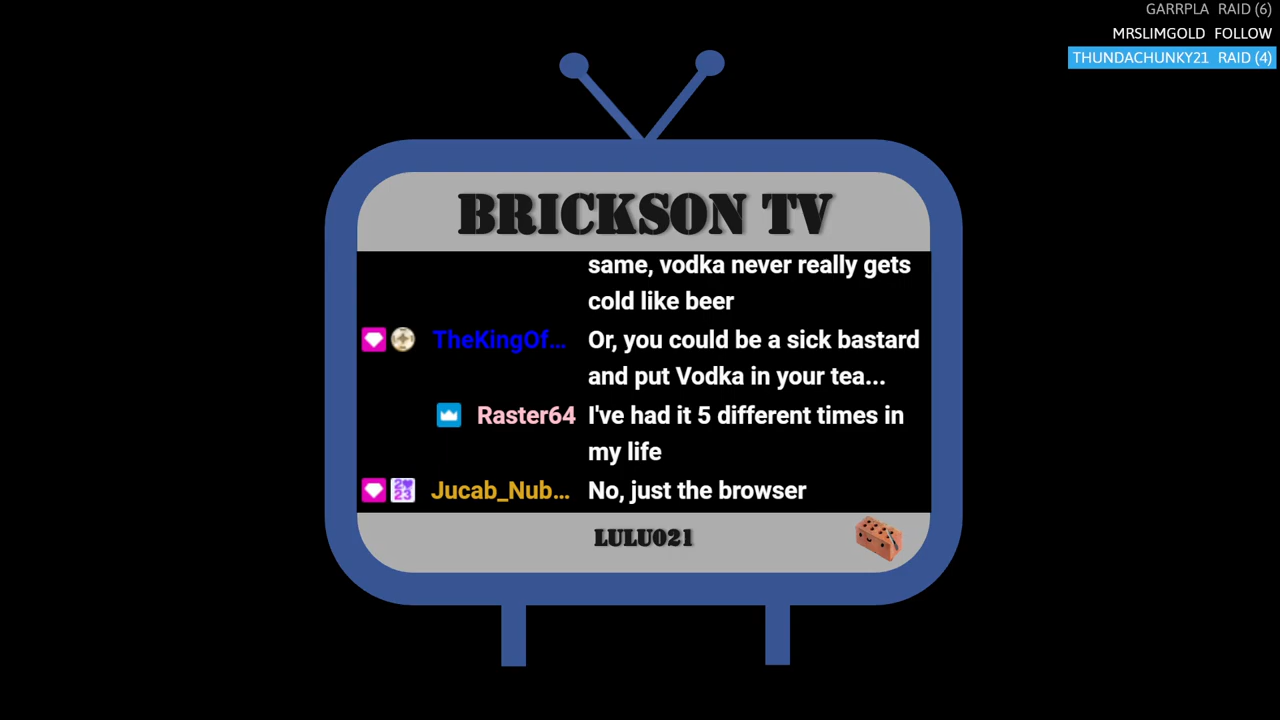 GARRPLA RAID (6)
MRSLIMGOLD FOLLOW
THUNDACHUNKY21 RAID (4)
BRICKSON TV
same, vodka never really gets
cold like beer
TheKingOf... Or, you could be a sick bastard
and put Vodka in your tea...
Raster64 I've had it 5 different times in
my life
2023 Jucab_Nub... No, just the browser
LULU021